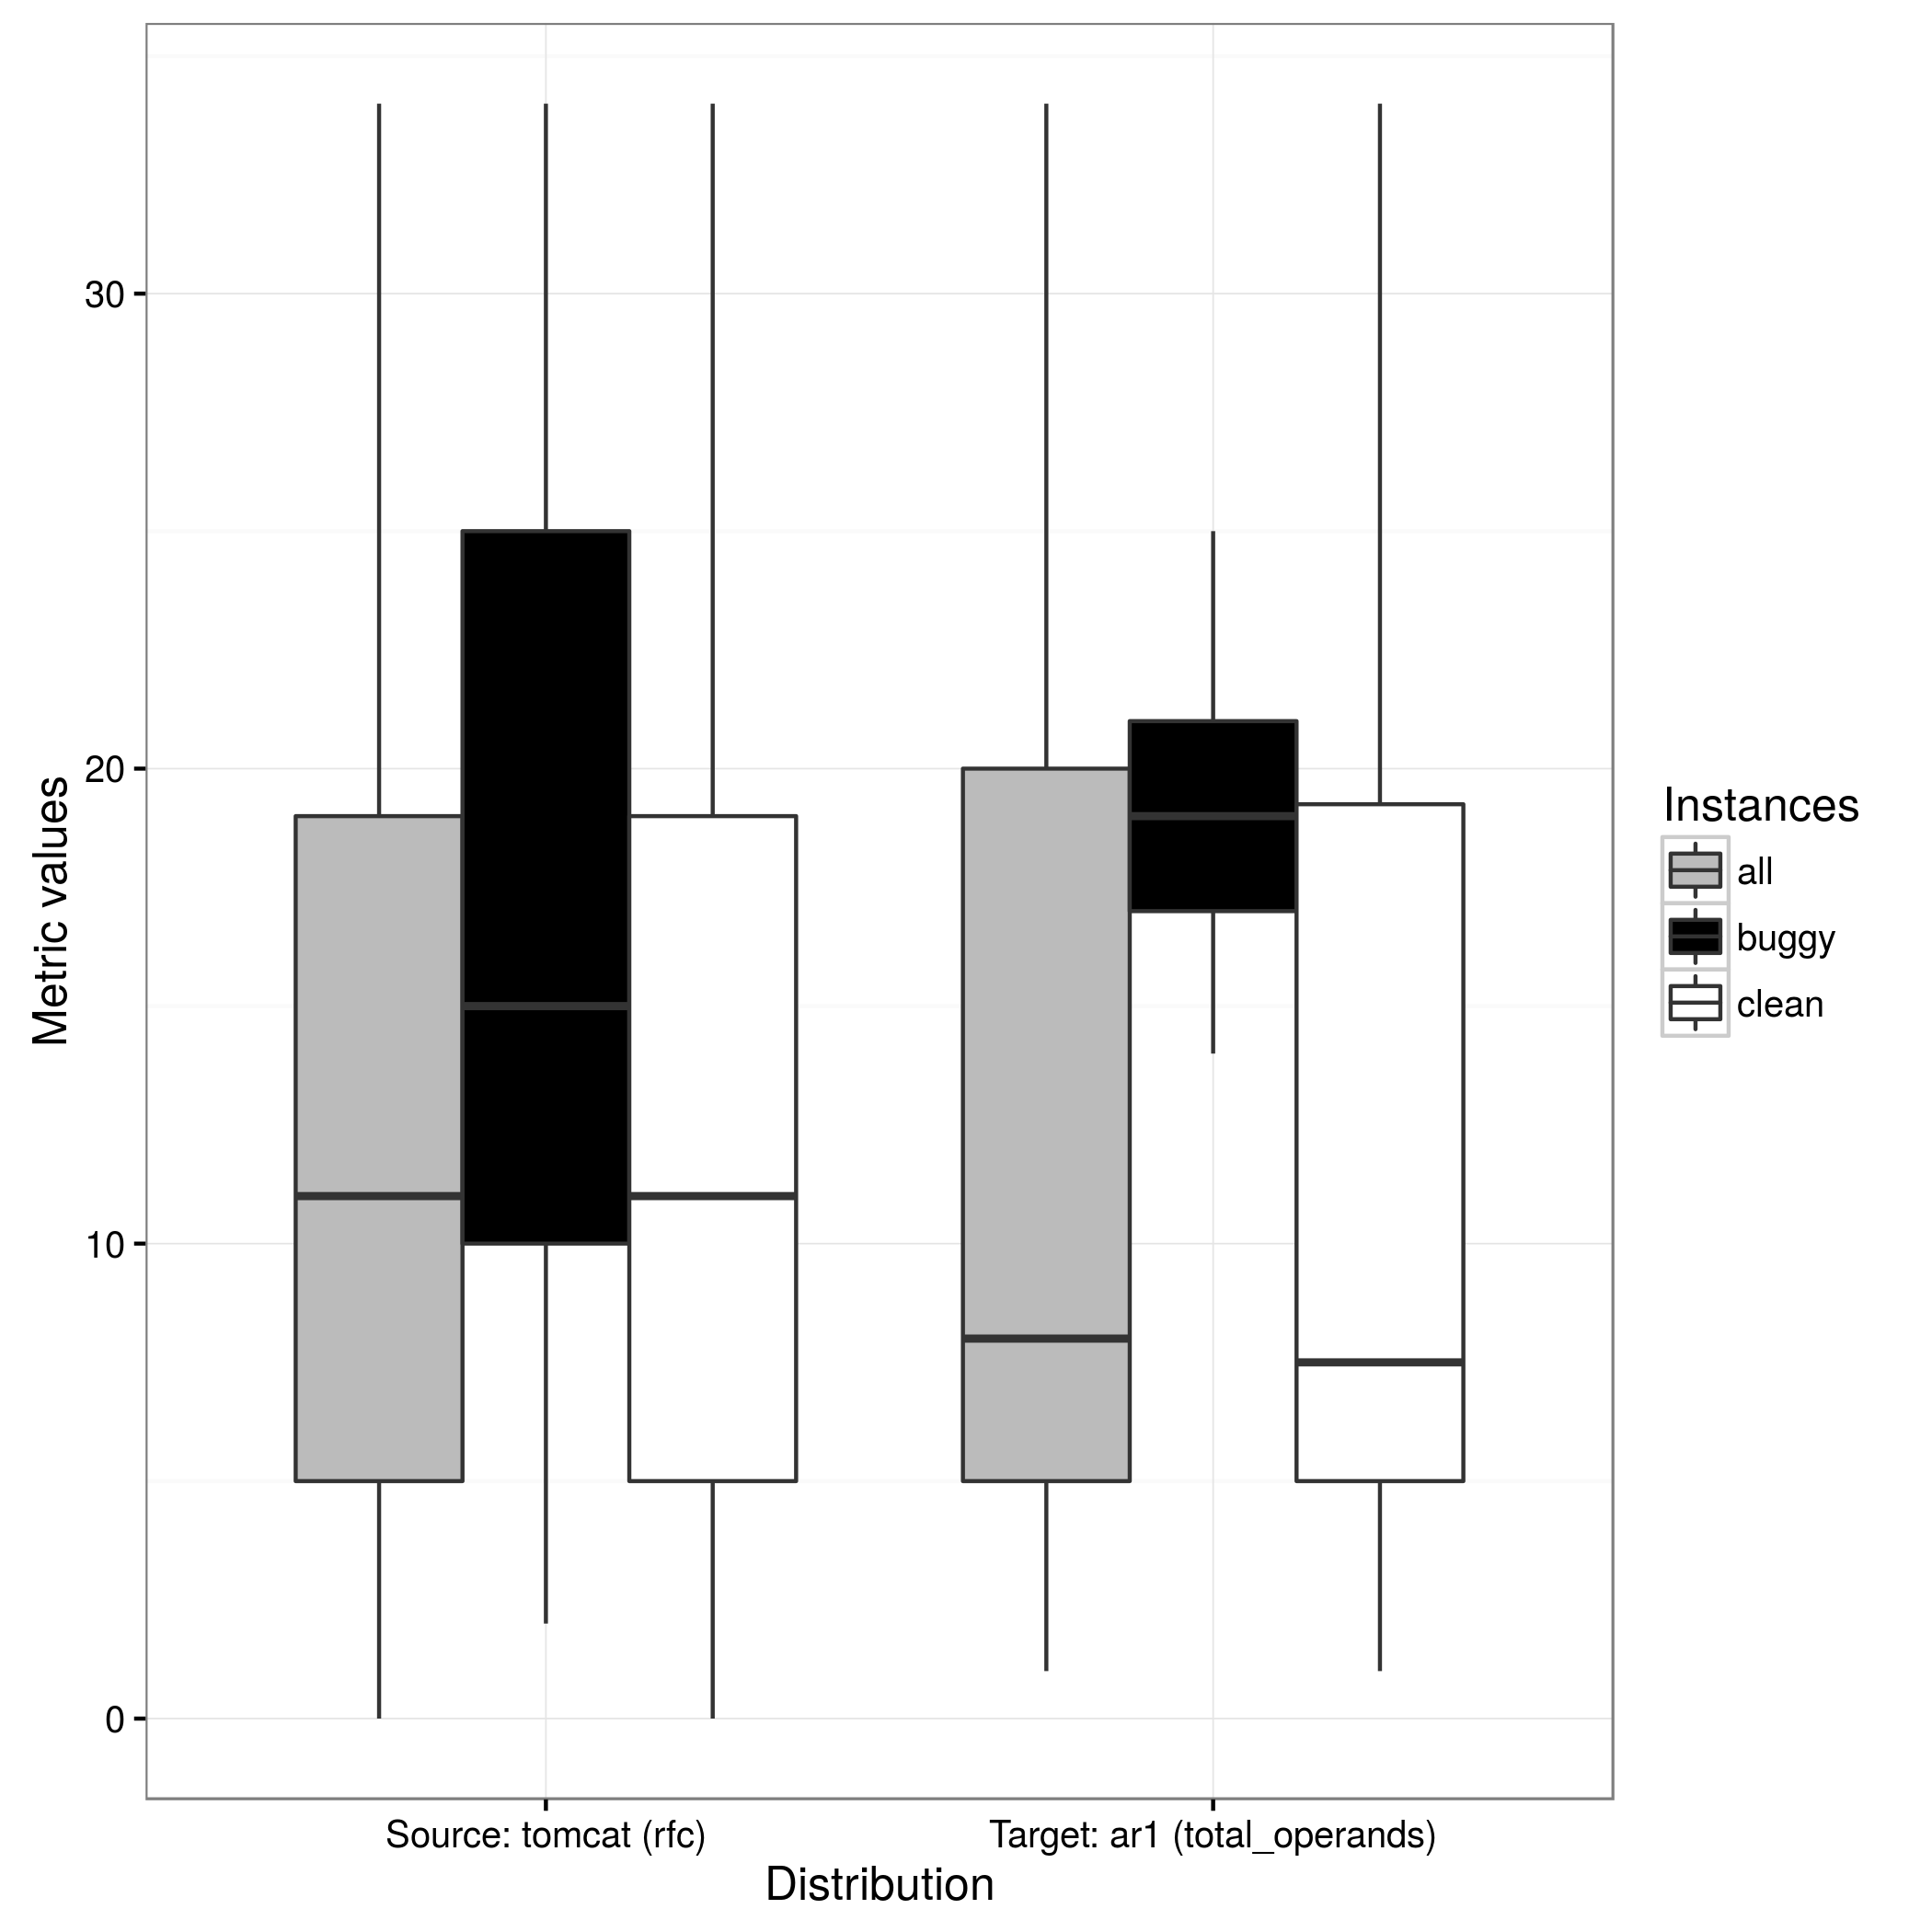 Metric values
30
20
10
0
Source: tomcat (rfc)
Target: ar1 (total_operands)
Distribution
Instances
all
buggy
clean